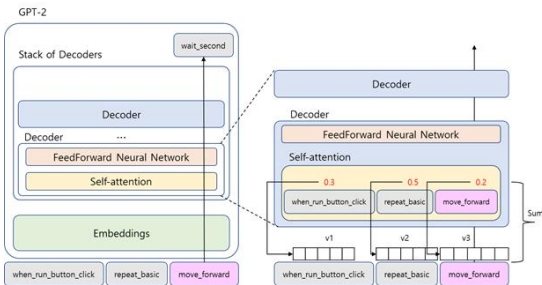 GPT-2
wait_second
Stack of Decoders
Decoder
Decoder ...
FeedForward Neural Network
Self-attention
Embeddings
when_run_button_click repeat_basic move_forward
Decoder
Decoder
FeedForward Neural Network
Self-attention
0.3 0.5 0.2
when_run_button_click repeat_basic move_forward
Sum
v1 v2 v3
when_run_button_click repeat_basic move_forward